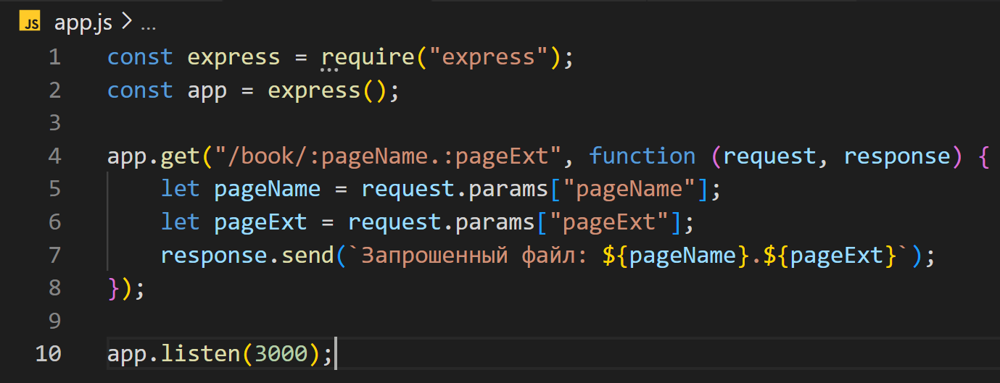 JS app.js > ...
1 const express = require("express");
2 const app = express();
3
4 app.get("/book/:pageName.:pageExt", function (request, response) {
5     let pageName = request.params["pageName"];
6     let pageExt = request.params["pageExt"];
7     response.send(`Запрошенный файл: ${pageName}.${pageExt}`);
8 });
9
10 app.listen(3000);